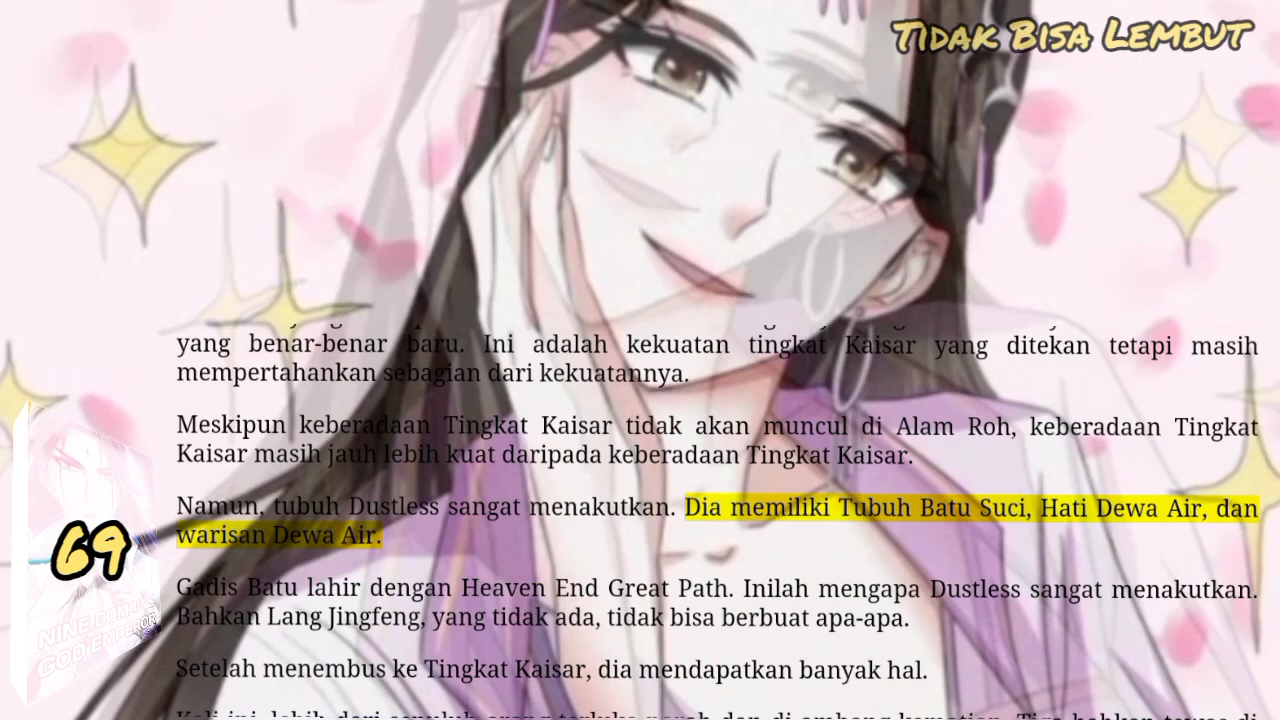 TIDAK BISA LEMBUT
yang benar-benar baru. Ini adalah kekuatan tingkat Kaisar yang ditekan tetapi masih
mempertahankan sebagian dari kekuatannya.
Meskipun keberadaan Tingkat Kaisar tidak akan muncul di Alam Roh, keberadaan Tingkat
Kaisar masih jauh lebih kuat daripada keberadaan Tingkat Kaisar.
Namun, tubuh Dustless sangat menakutkan. Dia memiliki Tubuh Batu Suci, Hati Dewa Air, dan
warisan Dewa Air.
Gadis Batu lahir dengan Heaven End Great Path. Inilah mengapa Dustless sangat menakutkan.
Bahkan Lang Jingfeng, yang tidak ada, tidak bisa berbuat apa-apa.
Setelah menembus ke Tingkat Kaisar, dia mendapatkan banyak hal.
69
NINE DOMAINS
GOD EMPEROR